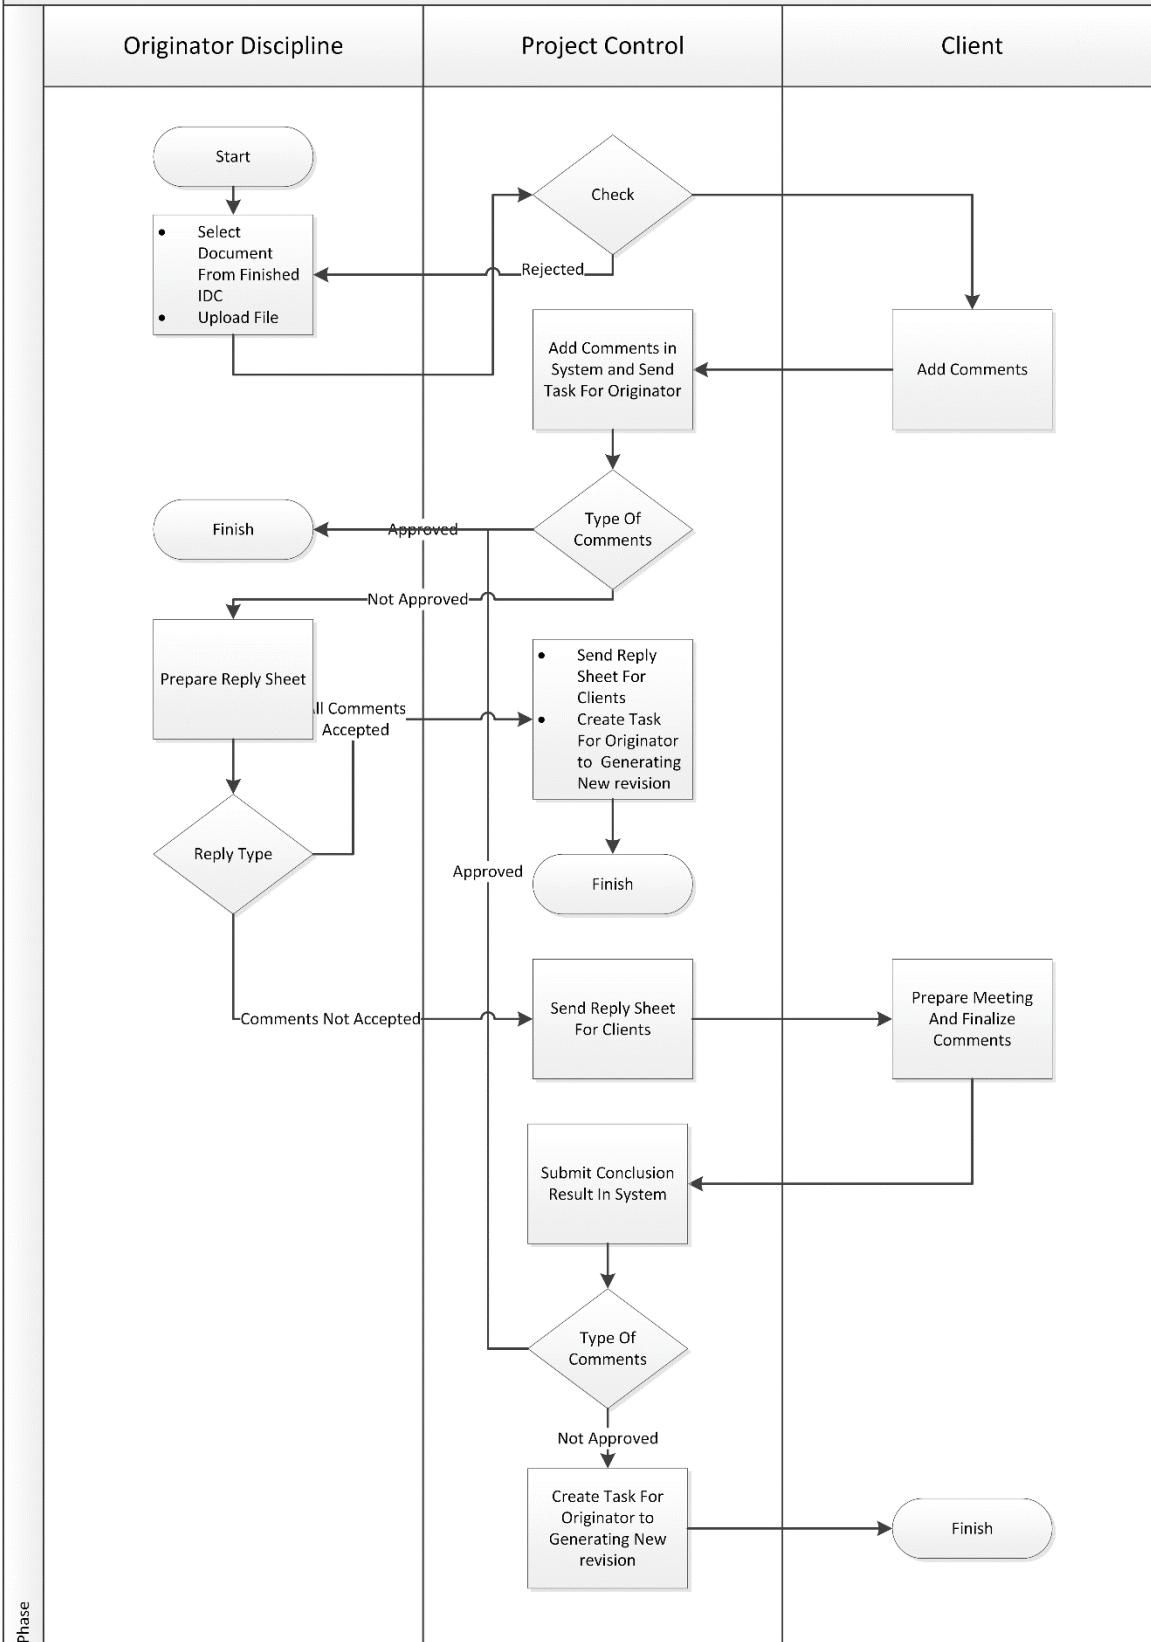 Originator Discipline
Project Control
Client
Start
Check
• Select
Document
From Finished
IDC
• Upload File
Rejected
Add Comments in
System and Send
Task For Originator
Add Comments
Finish
Approved
Type Of
Comments
Not Approved
Prepare Reply Sheet
ll Comments
Accepted
• Send Reply
Sheet For
Clients
• Create Task
For Originator
to Generating
New revision
Reply Type
Approved
Finish
Comments Not Accepted
Send Reply Sheet
For Clients
Prepare Meeting
And Finalize
Comments
Submit Conclusion
Result In System
Type Of
Comments
Not Approved
Create Task For
Originator to
Generating New
revision
Finish
Phase